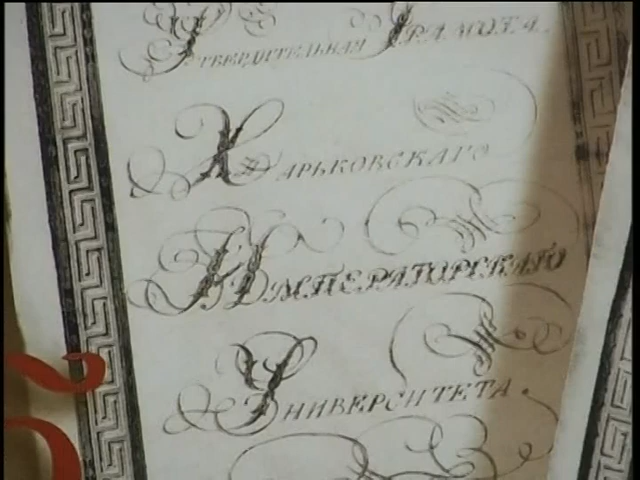 Утвердительная Грамота.
Харьковскаго
Императорскаго
Университета.